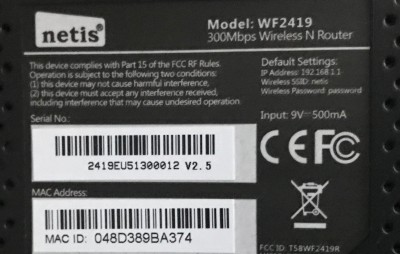 netis
Model: WF2419
300Mbps Wireless N Router
This device complies with Part 15 of the FCC RF Rules.
Operation is subject to the following two conditions:
(1) this device may not cause harmful interference,
(2) this device must accept any interference received,
including interference that may cause undesired operation.
Default Settings:
IP Address: 192.168.1.1
Wireless SSID: netis
Wireless Password: password
Serial No.:
Input: 9V⎓500mA
2419EU51300012 V2.5
CE FC
MAC Address:
MAC ID: 048D389BA374
FCC ID: T58WF2419R